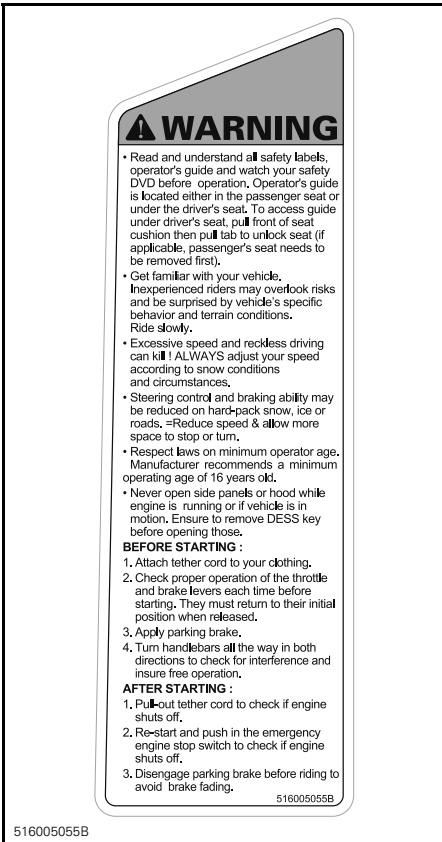 WARNING
• Read and understand all safety labels,
operator's guide and watch your safety
DVD before operation. Operator's guide
is located either in the passenger seat or
under the driver's seat. To access guide
under driver's seat, pull front of seat
cushion then pull tab to unlock seat (if
applicable, passenger's seat needs to
be removed first).
• Get familiar with your vehicle.
Inexperienced riders may overlook risks
and be surprised by vehicle's specific
behavior and terrain conditions.
Ride slowly.
• Excessive speed and reckless driving
can kill ! ALWAYS adjust your speed
according to snow conditions
and circumstances.
• Steering control and braking ability may
be reduced on hard-pack snow, ice or
roads. =Reduce speed & allow more
space to stop or turn.
• Respect laws on minimum operator age.
Manufacturer recommends a minimum
operating age of 16 years old.
• Never open side panels or hood while
engine is running or if vehicle is in
motion. Ensure to remove DESS key
before opening those.
BEFORE STARTING :
1. Attach tether cord to your clothing.
2. Check proper operation of the throttle
and brake levers each time before
starting. They must return to their initial
position when released.
3. Apply parking brake.
4. Turn handlebars all the way in both
directions to check for interference and
insure free operation.
AFTER STARTING :
1. Pull-out tether cord to check if engine
shuts off.
2. Re-start and push in the emergency
engine stop switch to check if engine
shuts off.
3. Disengage parking brake before riding to
avoid brake fading.
516005055B
516005055B